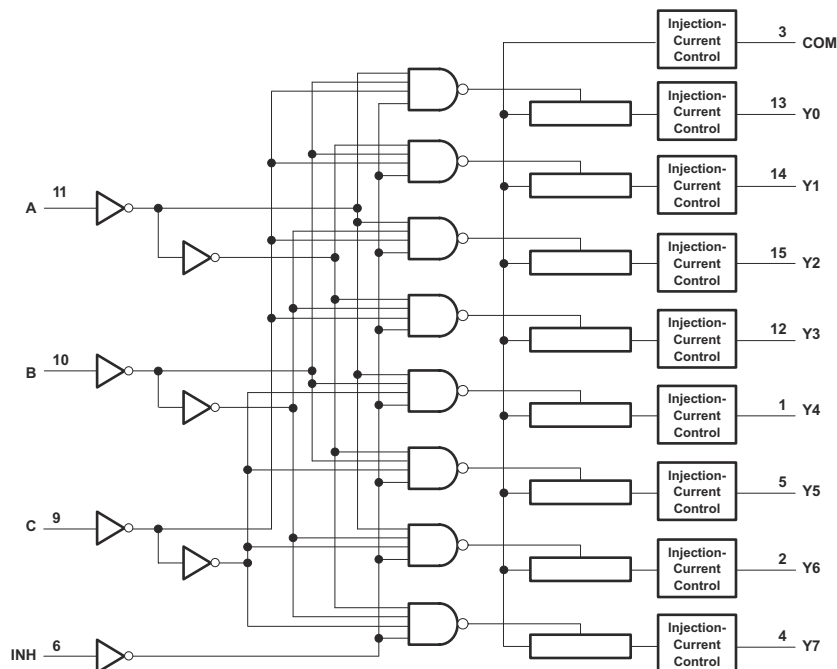 Injection-
Current
Control
3
COM
Injection-
Current
Control
13
Y0
Injection-
Current
Control
14
Y1
11
A
Injection-
Current
Control
15
Y2
Injection-
Current
Control
12
Y3
10
B
Injection-
Current
Control
1
Y4
Injection-
Current
Control
5
Y5
9
C
Injection-
Current
Control
2
Y6
6
INH
Injection-
Current
Control
4
Y7